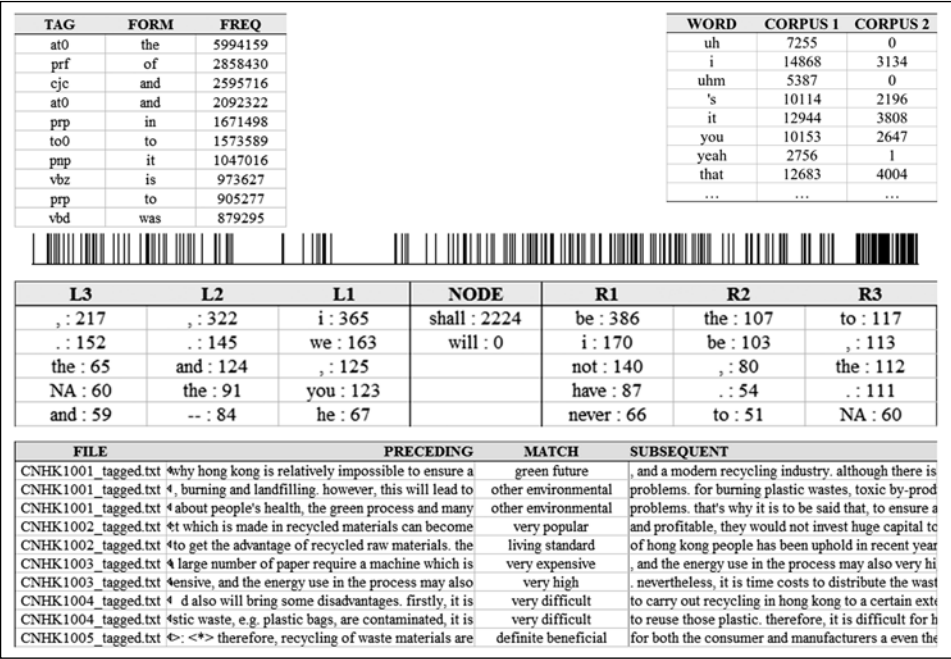 TAG FORM FREQ
at0 the 5994159
prf of 2858430
cjc and 2595716
at0 and 2092322
prp in 1671498
to0 to 1573589
pnp it 1047016
vbz is 973627
prp to 905277
vbd was 879295
WORD CORPUS 1 CORPUS 2
uh 7255 0
i 14868 3134
uhm 5387 0
's 10114 2196
it 12944 3808
you 10153 2647
yeah 2756 1
that 12683 4004
… … …
L3 L2 L1 NODE R1 R2 R3
, : 217 , : 322 i : 365 shall : 2224 be : 386 the : 107 to : 117
. : 152 . : 145 we : 163 will : 0 i : 170 be : 103 , : 113
the : 65 and : 124 , : 125 not : 140 , : 80 the : 112
NA : 60 the : 91 you : 123 have : 87 . : 54 . : 111
and : 59 -- : 84 he : 67 never : 66 to : 51 NA : 60
FILE PRECEDING MATCH SUBSEQUENT
CNHK1001_tagged.txt why hong kong is relatively impossible to ensure a green future , and a modern recycling industry. although there is
CNHK1001_tagged.txt , burning and landfilling. however, this will lead to other environmental problems. for burning plastic wastes, toxic by-prod
CNHK1001_tagged.txt about people's health, the green process and many other environmental problems. that's why it is to be said that, to ensure a
CNHK1002_tagged.txt t which is made in recycled materials can become very popular and profitable, they would not invest huge capital to
CNHK1002_tagged.txt to get the advantage of recycled raw materials. the living standard of hong kong people has been uphold in recent year
CNHK1003_tagged.txt large number of paper require a machine which is very expensive , and the energy use in the process may also very hi
CNHK1003_tagged.txt ensive, and the energy use in the process may also very high . nevertheless, it is time costs to distribute the wast
CNHK1004_tagged.txt d also will bring some disadvantages. firstly, it is very difficult to carry out recycling in hong kong to a certain exte
CNHK1004_tagged.txt stic waste, e.g. plastic bags, are contaminated, it is very difficult to reuse those plastic. therefore, it is difficult for h
CNHK1005_tagged.txt >: <*> therefore, recycling of waste materials are definite beneficial for both the consumer and manufacturers a even the